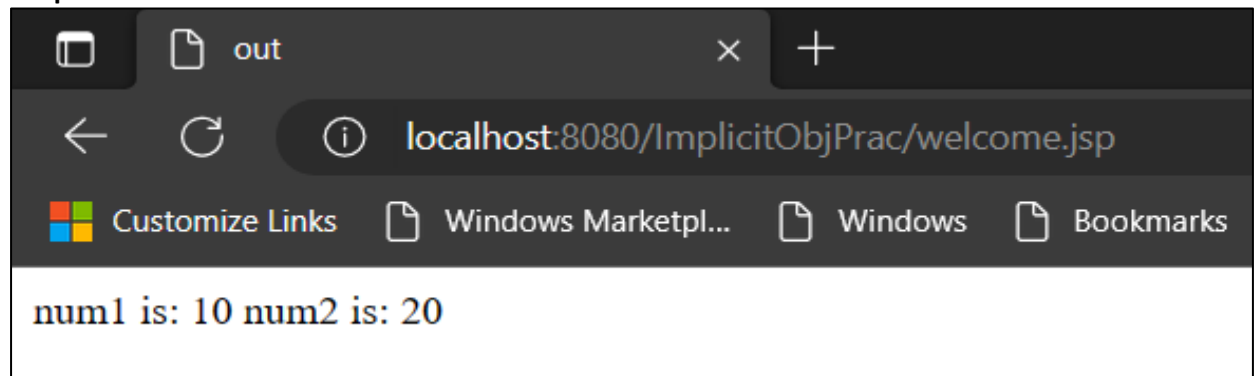 out
localhost:8080/ImplicitObjPrac/welcome.jsp
Customize Links Windows Marketpl... Windows Bookmarks
num1 is: 10 num2 is: 20